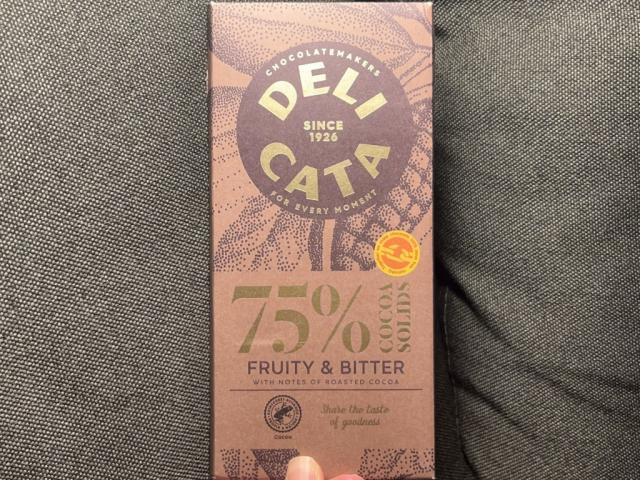 CHOCOLATEMAKERS
DELI
SINCE
1926
CATA
FOR EVERY MOMENT
75%
COCOA
SOLIDS
FRUITY & BITTER
WITH NOTES OF ROASTED COCOA
Share the taste
of goodness
Cocoa